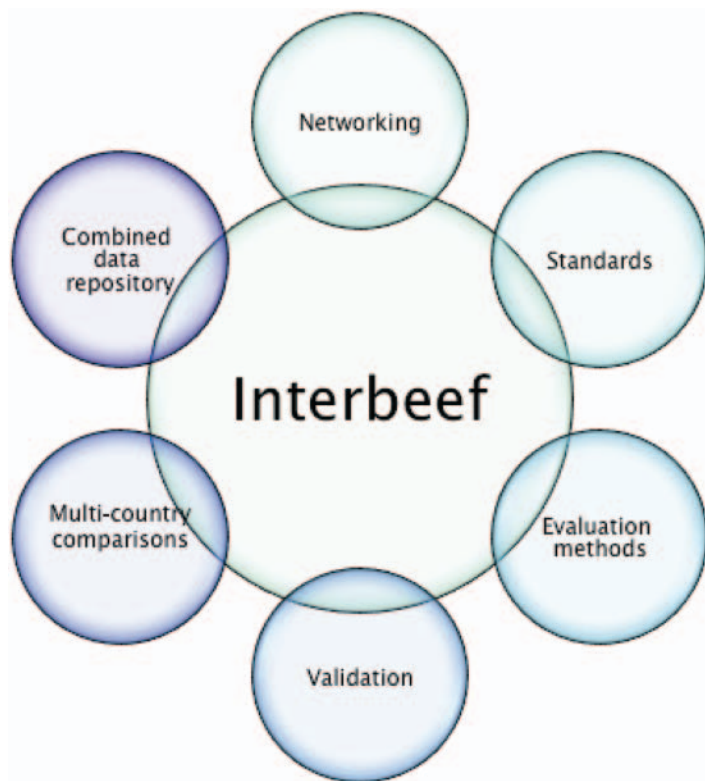 Networking
Standards
Evaluation
methods
Validation
Multi-country
comparisons
Combined
data
repository
Interbeef